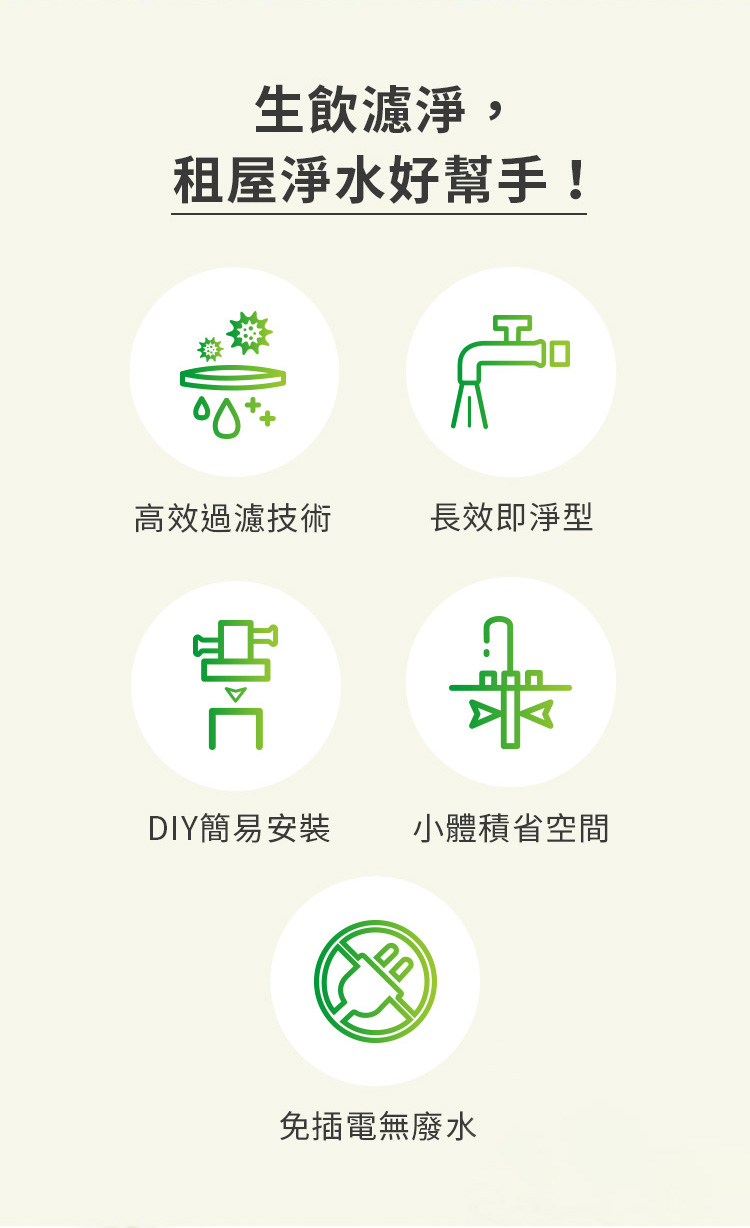 生飲濾淨，
租屋淨水好幫手！
高效過濾技術
長效即淨型
DIY簡易安裝
小體積省空間
免插電無廢水